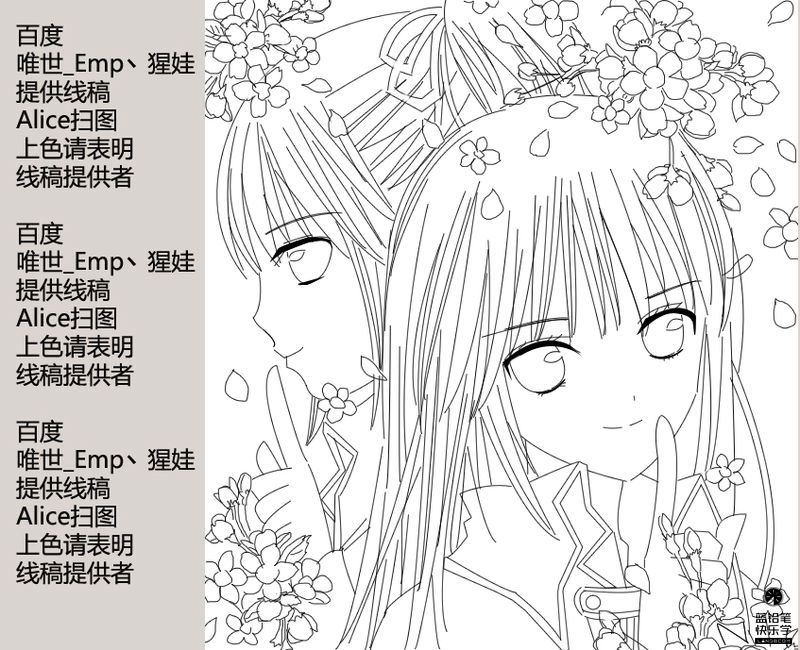 百度
唯世_Emp丶猩娃
提供线稿
Alice扫图
上色请表明
线稿提供者
百度
唯世_Emp丶猩娃
提供线稿
Alice扫图
上色请表明
线稿提供者
百度
唯世_Emp丶猩娃
提供线稿
Alice扫图
上色请表明
线稿提供者
蓝铅笔
快乐学